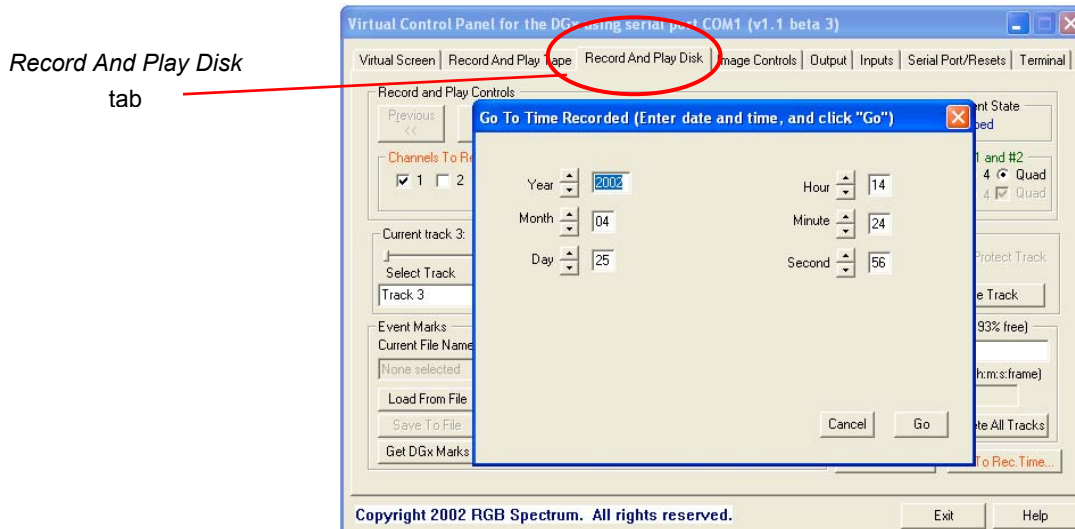 Record And Play Disk
tab
Virtual Control Panel for the DGx using serial port COM1 (v1.1 beta 3)
Virtual Screen Record And Play Tape Record And Play Disk Image Controls Output Inputs Serial Port/Resets Terminal
Record and Play Controls
Previous
<<
Channels To Re
1 2
Current track 3:
Select Track
Track 3
Event Marks
Current File Name
None selected
Load From File
Save To File
Get DGx Marks
Go To Time Recorded (Enter date and time, and click "Go")
Year 2002 Hour 14
Month 04 Minute 24
Day 25 Second 56
Cancel Go
nt State
ped
1 and #2
4 Quad
4 Quad
Protect Track
e Track
93% free)
h:m:s:frame)
te All Tracks
To Rec.Time...
Copyright 2002 RGB Spectrum. All rights reserved.
Exit Help